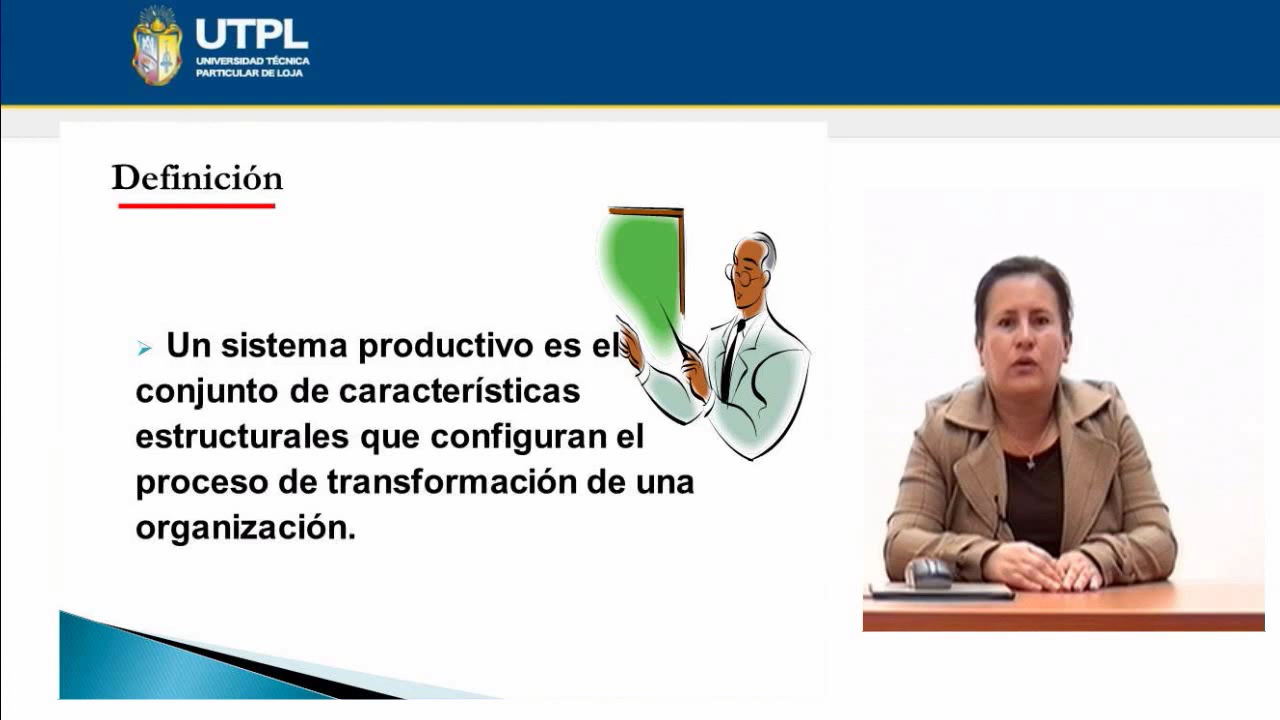 UTPL
UNIVERSIDAD TÉCNICA
PARTICULAR DE LOJA
Definición
➢ Un sistema productivo es el
conjunto de características
estructurales que configuran el
proceso de transformación de una
organización.